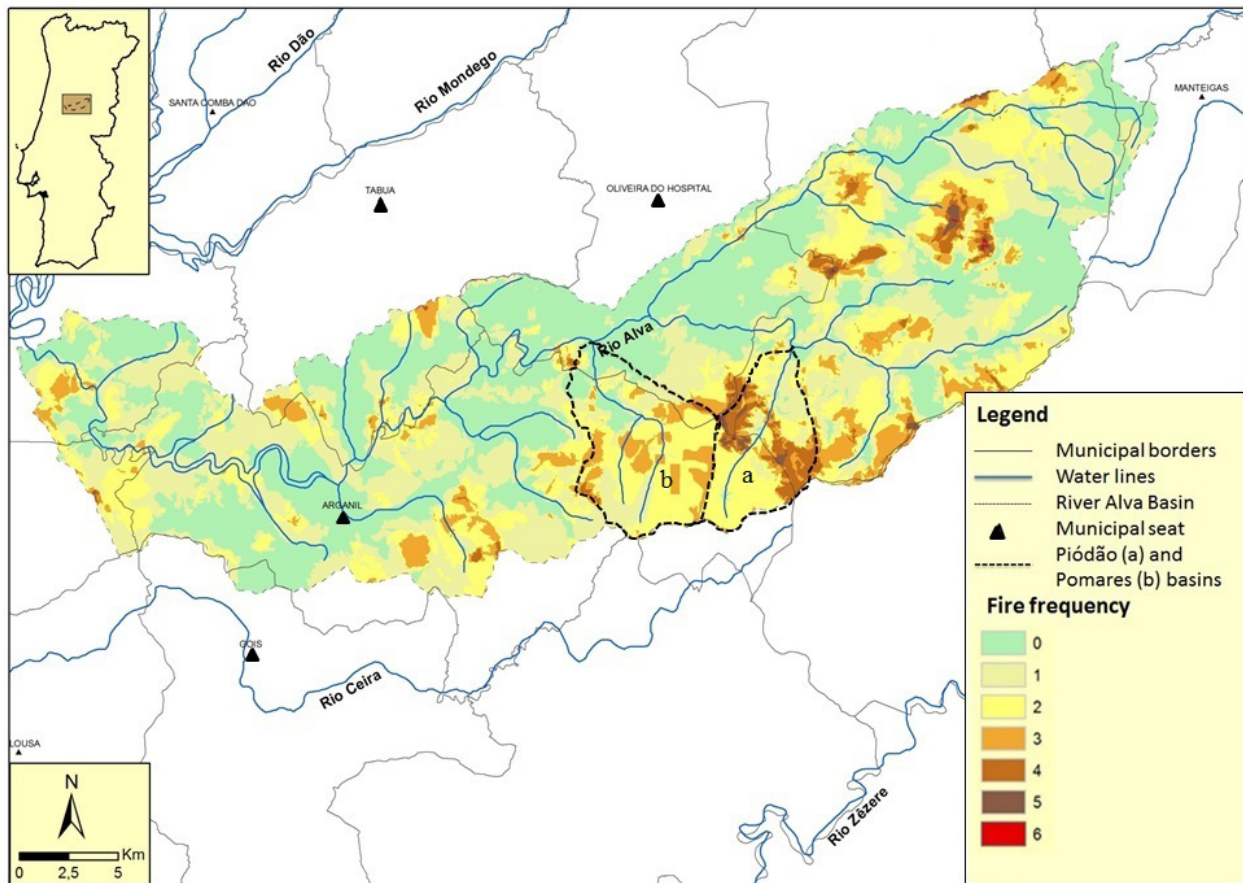 Rio Dão
Rio Mondego
SANTA COMBA DÃO
MANTEIGAS
TABUA
OLIVEIRA DO HOSPITAL
Rio Alva
b
a
ARGANIL
GOIS
Rio Ceira
LOUSA
Rio Zêzere
N
Km
0 2,5 5
Legend
Municipal borders
Water lines
River Alva Basin
Municipal seat
Piódão (a) and
Pomares (b) basins
Fire frequency
0
1
2
3
4
5
6